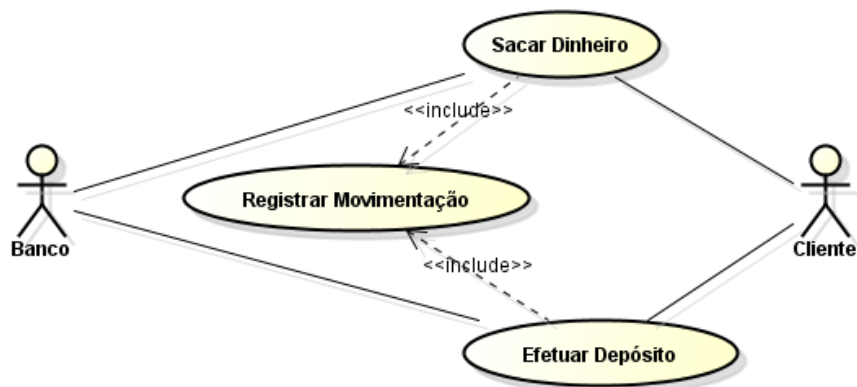 Sacar Dinheiro
<<include>>
Registrar Movimentação
Banco
Cliente
<<include>>
Efetuar Depósito